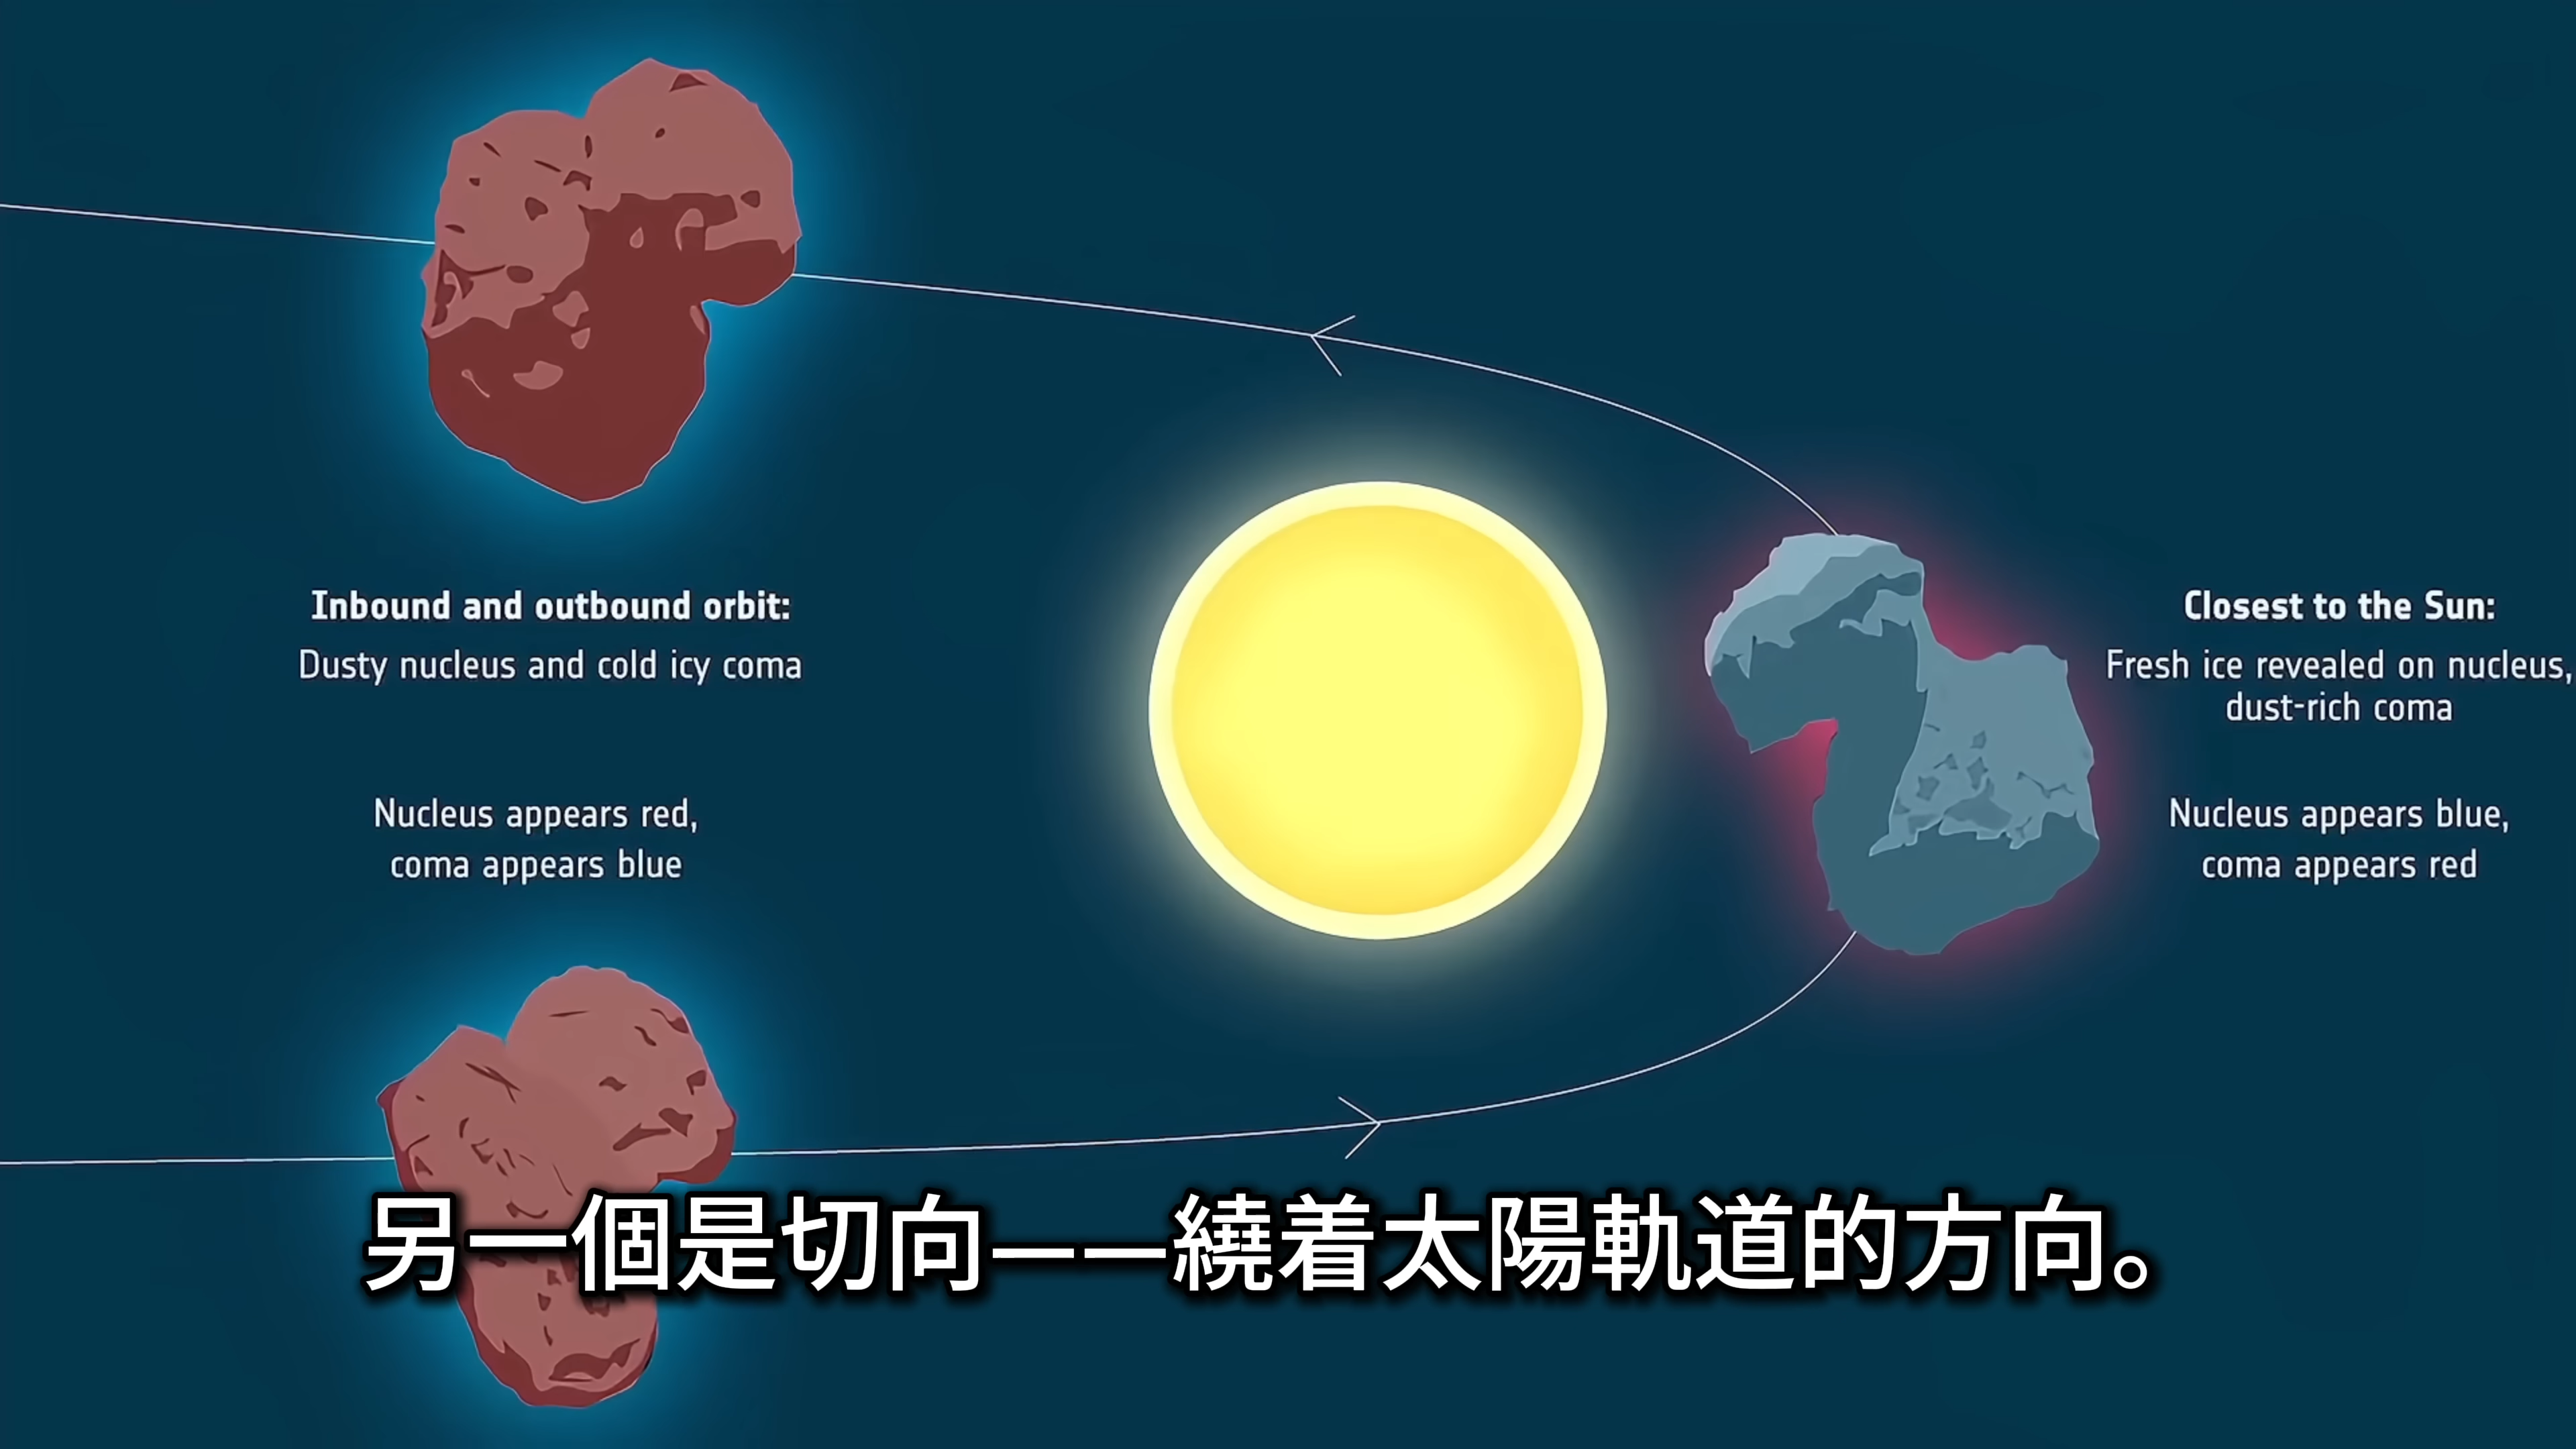 Inbound and outbound orbit:
Dusty nucleus and cold icy coma
Nucleus appears red,
coma appears blue
Closest to the Sun:
Fresh ice revealed on nucleus,
dust-rich coma
Nucleus appears blue,
coma appears red
另一個是切向——繞着太陽軌道的方向。